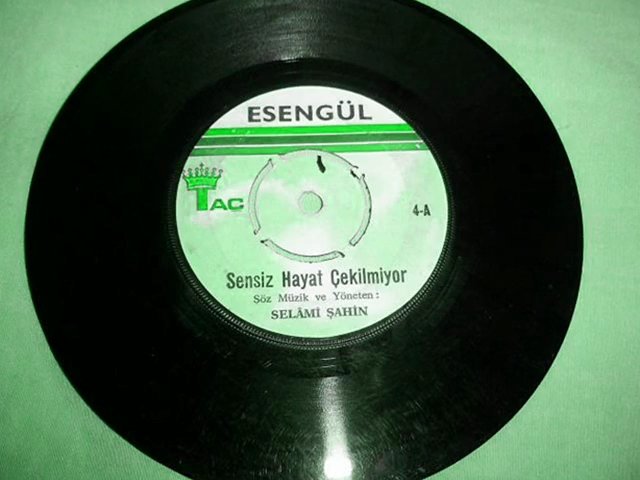 ESENGÜL
TAC
4-A
Sensiz Hayat Çekilmiyor
Söz Müzik ve Yöneten:
SELÂMİ ŞAHİN